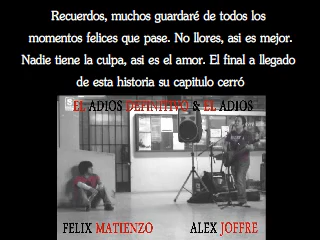 Recuerdos, muchos guardaré de todos los
momentos felices que pase. No llores, asi es mejor.
Nadie tiene la culpa, asi es el amor. El final a llegado
de esta historia su capitulo cerró
EL ADIOS DEFINITIVO & EL ADIOS
FELIX MATIENZO ALEX JOFFRE